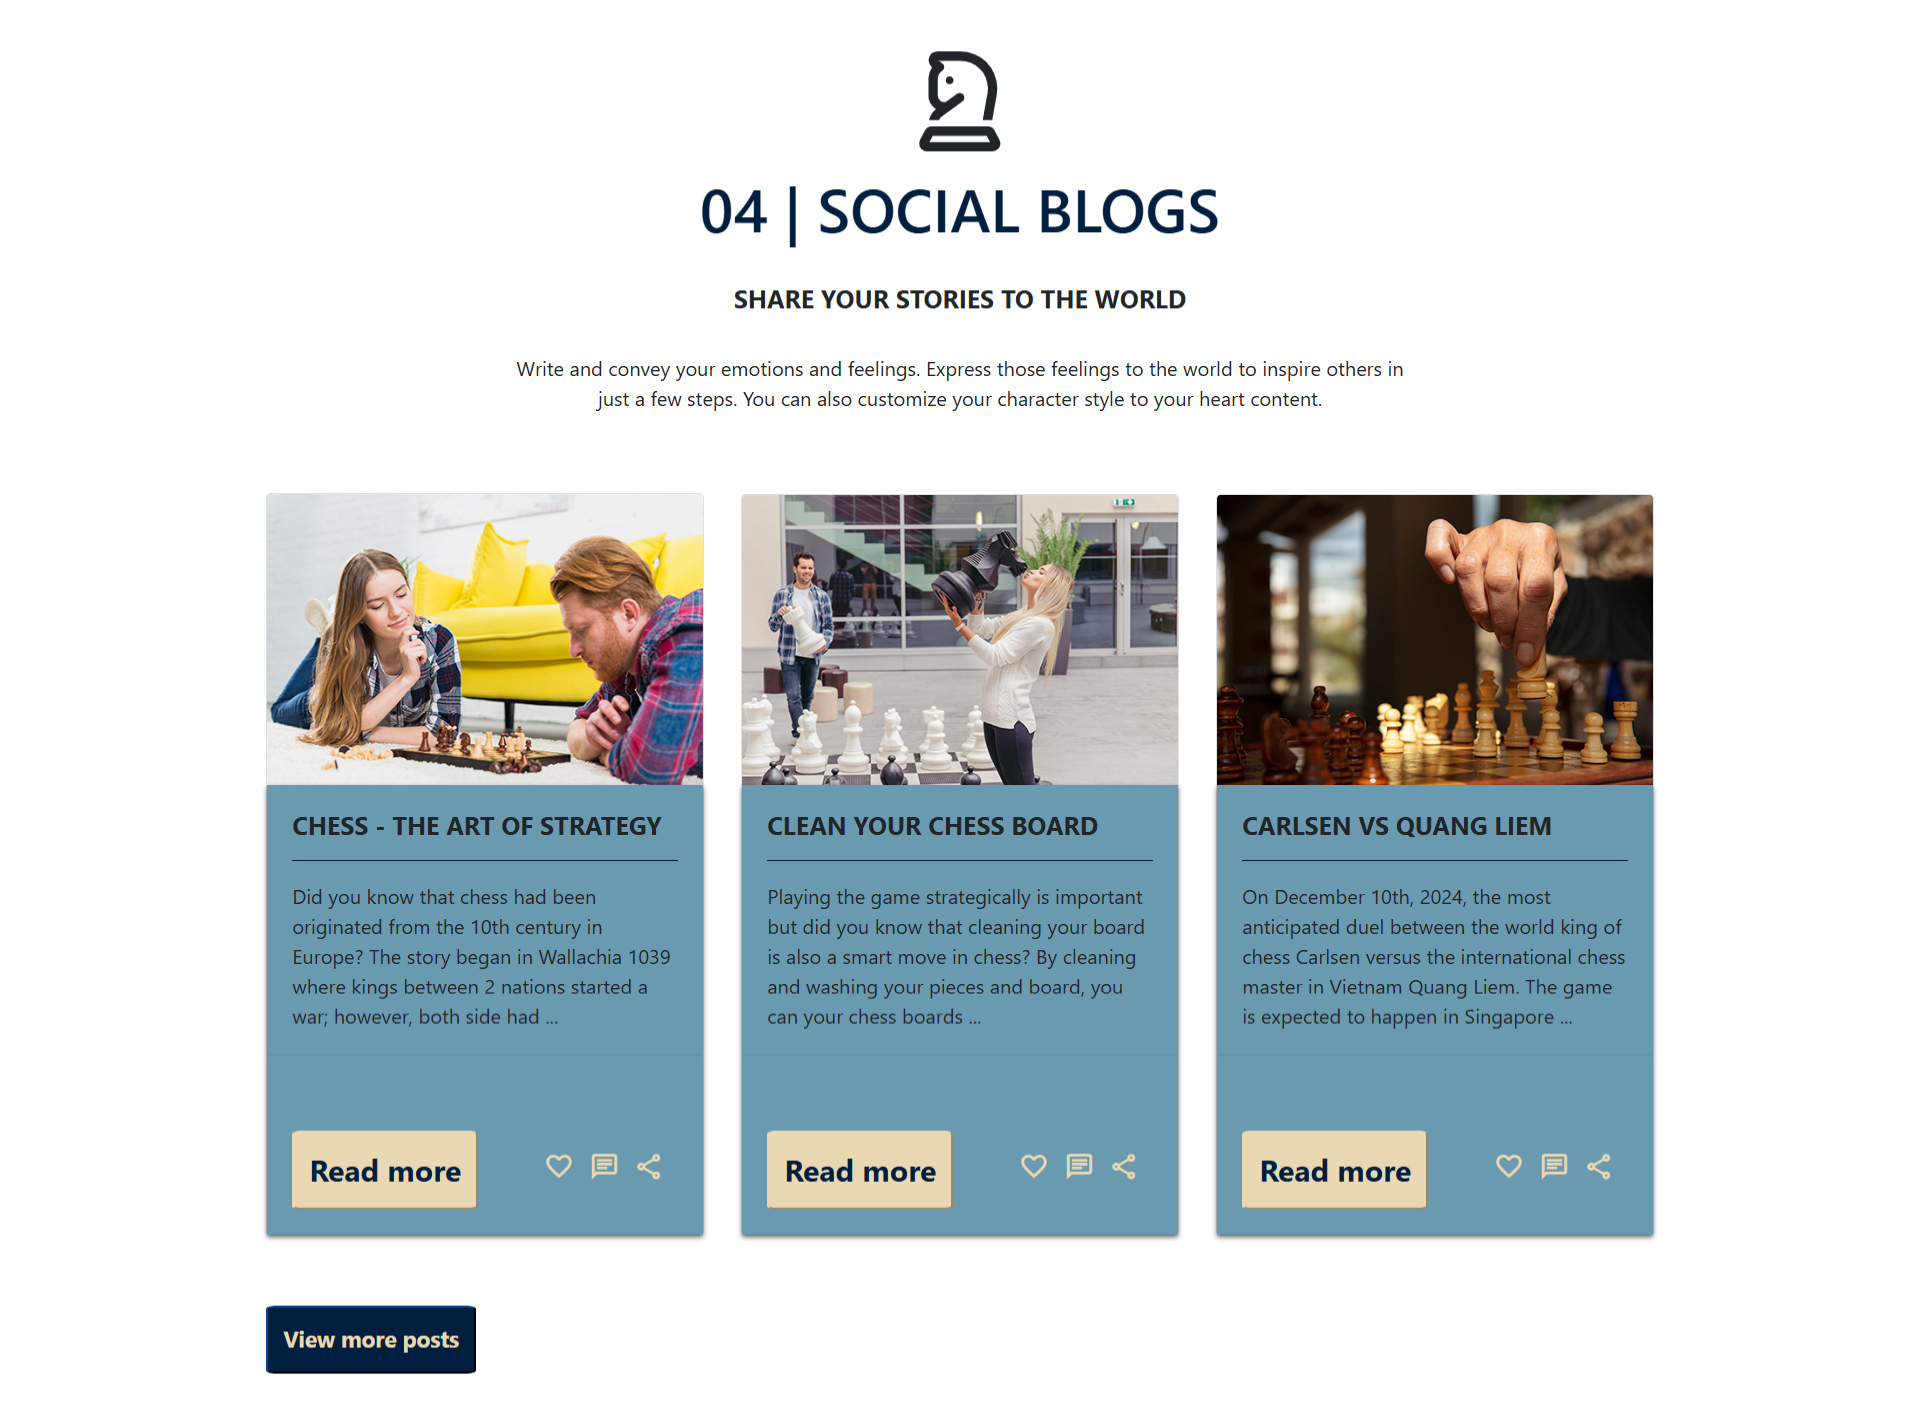 04 | SOCIAL BLOGS
SHARE YOUR STORIES TO THE WORLD
Write and convey your emotions and feelings. Express those feelings to the world to inspire others in
just a few steps. You can also customize your character style to your heart content.
CHESS - THE ART OF STRATEGY
Did you know that chess had been
originated from the 10th century in
Europe? The story began in Wallachia 1039
where kings between 2 nations started a
war; however, both side had ...
Read more
CLEAN YOUR CHESS BOARD
Playing the game strategically is important
but did you know that cleaning your board
is also a smart move in chess? By cleaning
and washing your pieces and board, you
can your chess boards ...
Read more
CARLSEN VS QUANG LIEM
On December 10th, 2024, the most
anticipated duel between the world king of
chess Carlsen versus the international chess
master in Vietnam Quang Liem. The game
is expected to happen in Singapore ...
Read more
View more posts